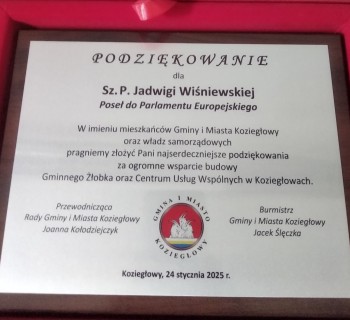 PODZIĘKOWANIE
dla
Sz. P. Jadwigi Wiśniewskiej
Poseł do Parlamentu Europejskiego
W imieniu mieszkańców Gminy i Miasta Koziegłowy
oraz władz samorządowych
pragniemy złożyć Pani najserdeczniejsze podziękowania
za ogromne wsparcie budowy
Gminnego Żłobka oraz Centrum Usług Wspólnych w Koziegłowach.
Przewodnicząca
Rady Gminy i Miasta Koziegłowy
Joanna Kołodziejczyk
GMINA I MIASTO
KOZIEGŁOWY
Burmistrz
Gminy i Miasta Koziegłowy
Jacek Ślęczka
Koziegłowy, 24 stycznia 2025 r.